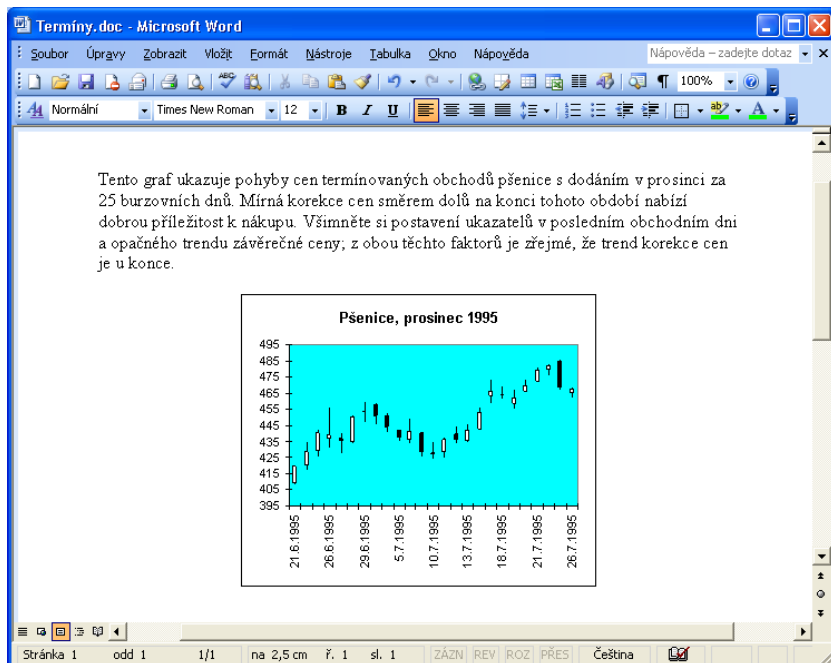 Termíny.doc - Microsoft Word
Soubor Úpravy Zobrazit Vložit Formát Nástroje Tabulka Okno Nápověda Nápověda – zadejte dotaz
100%
Normální Times New Roman 12 B I U
Tento graf ukazuje pohyby cen termínovaných obchodů pšenice s dodáním v prosinci za
25 burzovních dnů. Mírná korekce cen směrem dolů na konci tohoto období nabízí
dobrou příležitost k nákupu. Všimněte si postavení ukazatelů v posledním obchodním dni
a opačného trendu závěrečné ceny; z obou těchto faktorů je zřejmé, že trend korekce cen
je u konce.
Pšenice, prosinec 1995
495
485
475
465
455
445
435
425
415
405
395
21.6.1995 26.6.1995 29.6.1995 5.7.1995 10.7.1995 13.7.1995 18.7.1995 21.7.1995 26.7.1995
Stránka 1 odd 1 1/1 na 2,5 cm ř. 1 sl. 1 ZÁZN REV ROZ PŘES Čeština